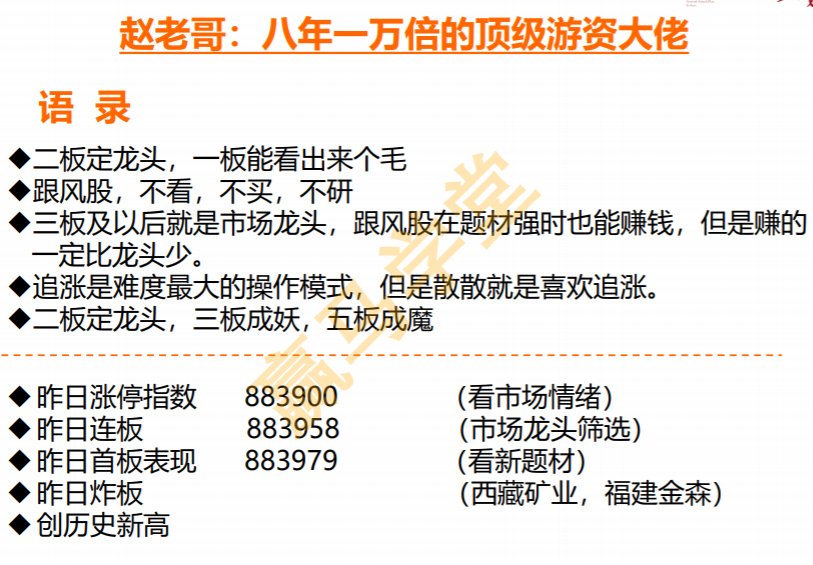 赵老哥：八年一万倍的顶级游资大佬
语 录
◆二板定龙头，一板能看出来个毛
◆跟风股，不看，不买，不研
◆三板及以后就是市场龙头，跟风股在题材强时也能赚钱，但是赚的
一定比龙头少。
◆追涨是难度最大的操作模式，但是散散就是喜欢追涨。
◆二板定龙头，三板成妖，五板成魔
◆ 昨日涨停指数 883900 （看市场情绪）
◆ 昨日连板 883958 （市场龙头筛选）
◆ 昨日首板表现 883979 （看新题材）
◆ 昨日炸板 （西藏矿业，福建金森）
◆ 创历史新高
赢马学堂